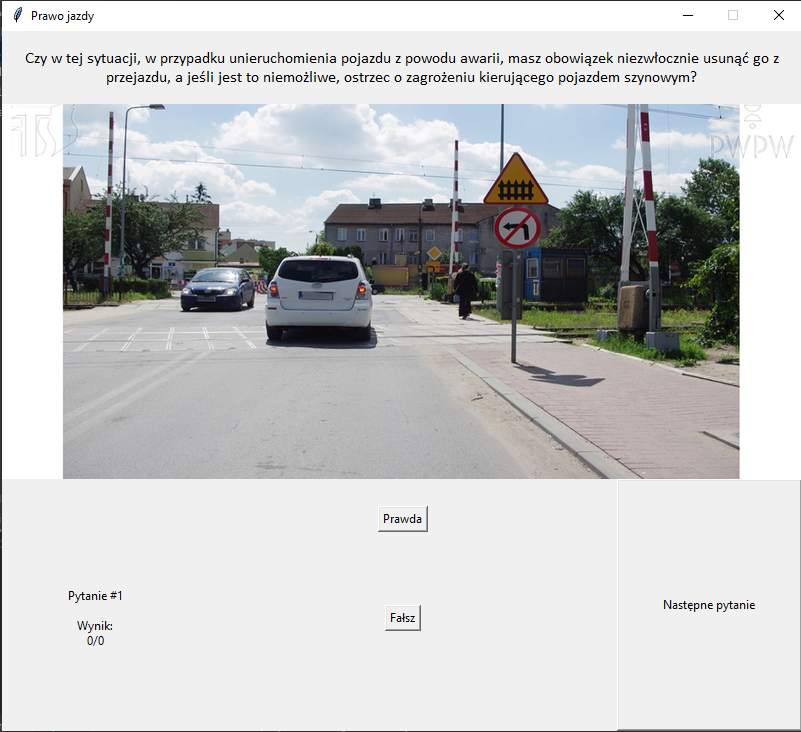 Prawo jazdy
Czy w tej sytuacji, w przypadku unieruchomienia pojazdu z powodu awarii, masz obowiązek niezwłocznie usunąć go z
przejazdu, a jeśli jest to niemożliwe, ostrzec o zagrożeniu kierującego pojazdem szynowym?
PWPW
Prawda
Pytanie #1
Następne pytanie
Fałsz
Wynik:
0/0